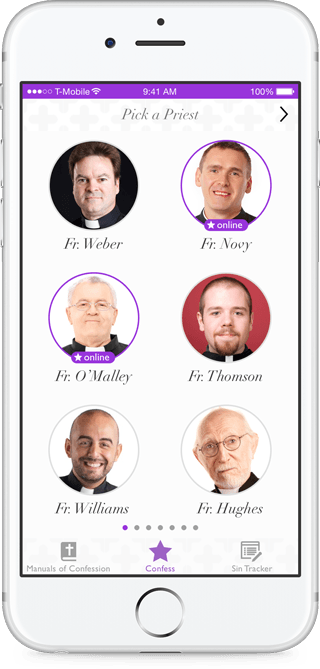 T-Mobile 9:41 AM 100%
Pick a Priest
online
Fr. Weber Fr. Novy
online
Fr. O'Malley Fr. Thomson
Fr. Williams Fr. Hughes
Manuals of Confession Confess Sin Tracker